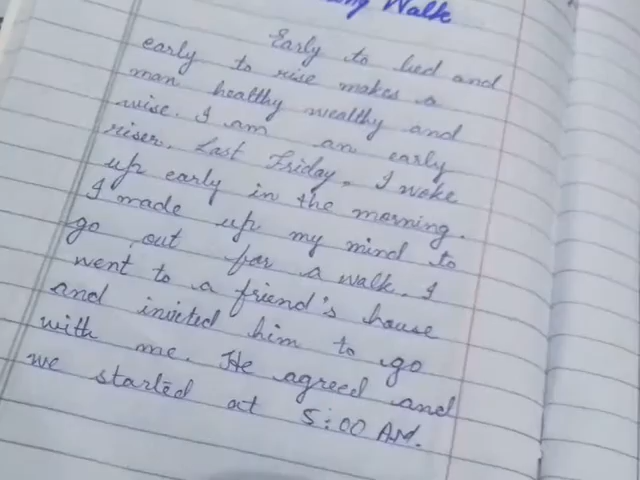 Walk
Early to bed and
early to rise makes a
man healthy wealthy and
wise. I am an early
riser. Last Friday, I woke
up early in the morning.
I made up my mind to
go out for a walk. I
went to a friend's house
and invited him to go
with me. He agreed and
we started at 5:00 AM.